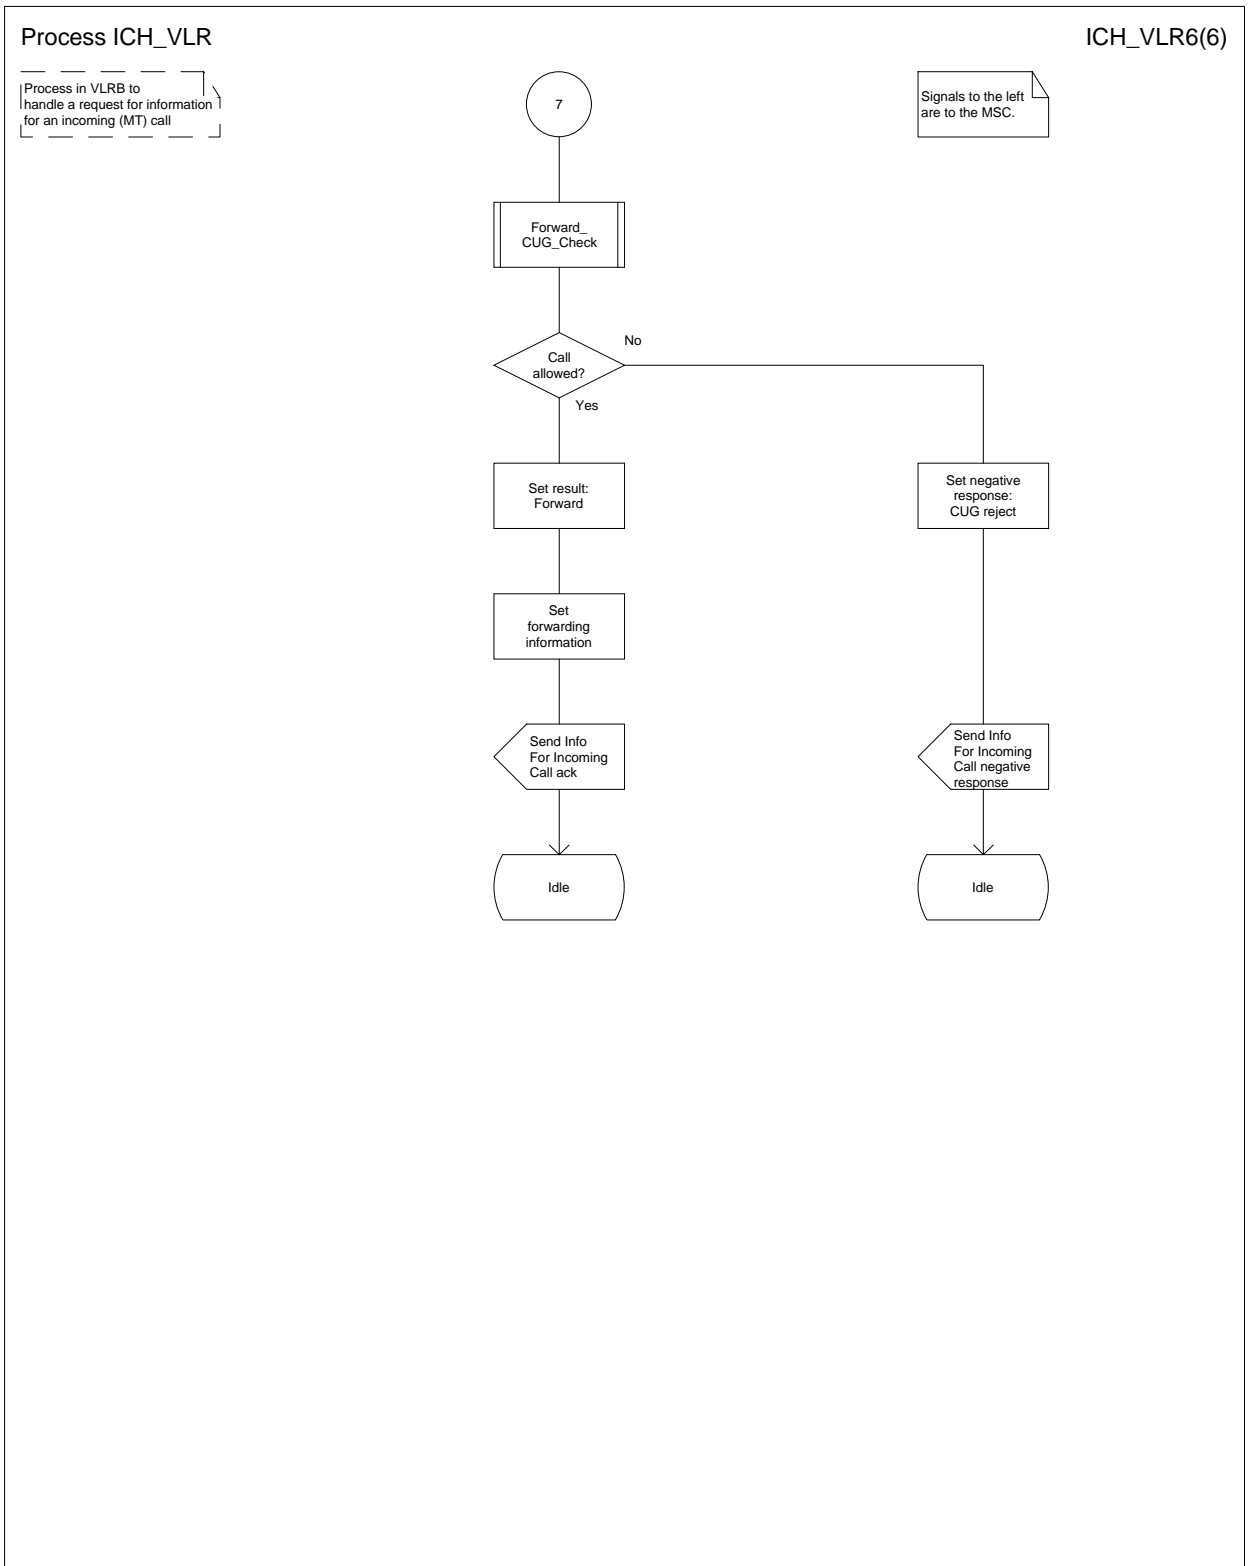 Process ICH_VLR
ICH_VLR6(6)
Process in VLRB to
handle a request for information
for an incoming (MT) call
7
Signals to the left
are to the MSC.
Forward_
CUG_Check
No
Call
allowed?
Yes
Set result:
Forward
Set negative
response:
CUG reject
Set
forwarding
information
Send Info
For Incoming
Call ack
Send Info
For Incoming
Call negative
response
Idle
Idle